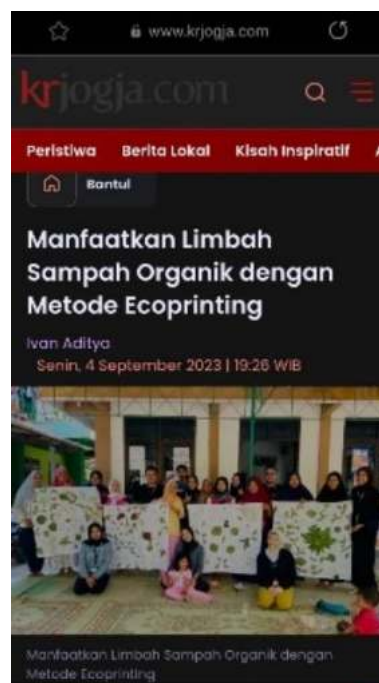 www.krjogja.com
krjogja.com
Peristiwa Berita Lokal Kisah Inspiratif
Bantul
Manfaatkan Limbah
Sampah Organik dengan
Metode Ecoprinting
Ivan Aditya
Senin, 4 September 2023 | 19:26 WIB
Manfaatkan Limbah Sampah Organik dengan
Metode Ecoprinting